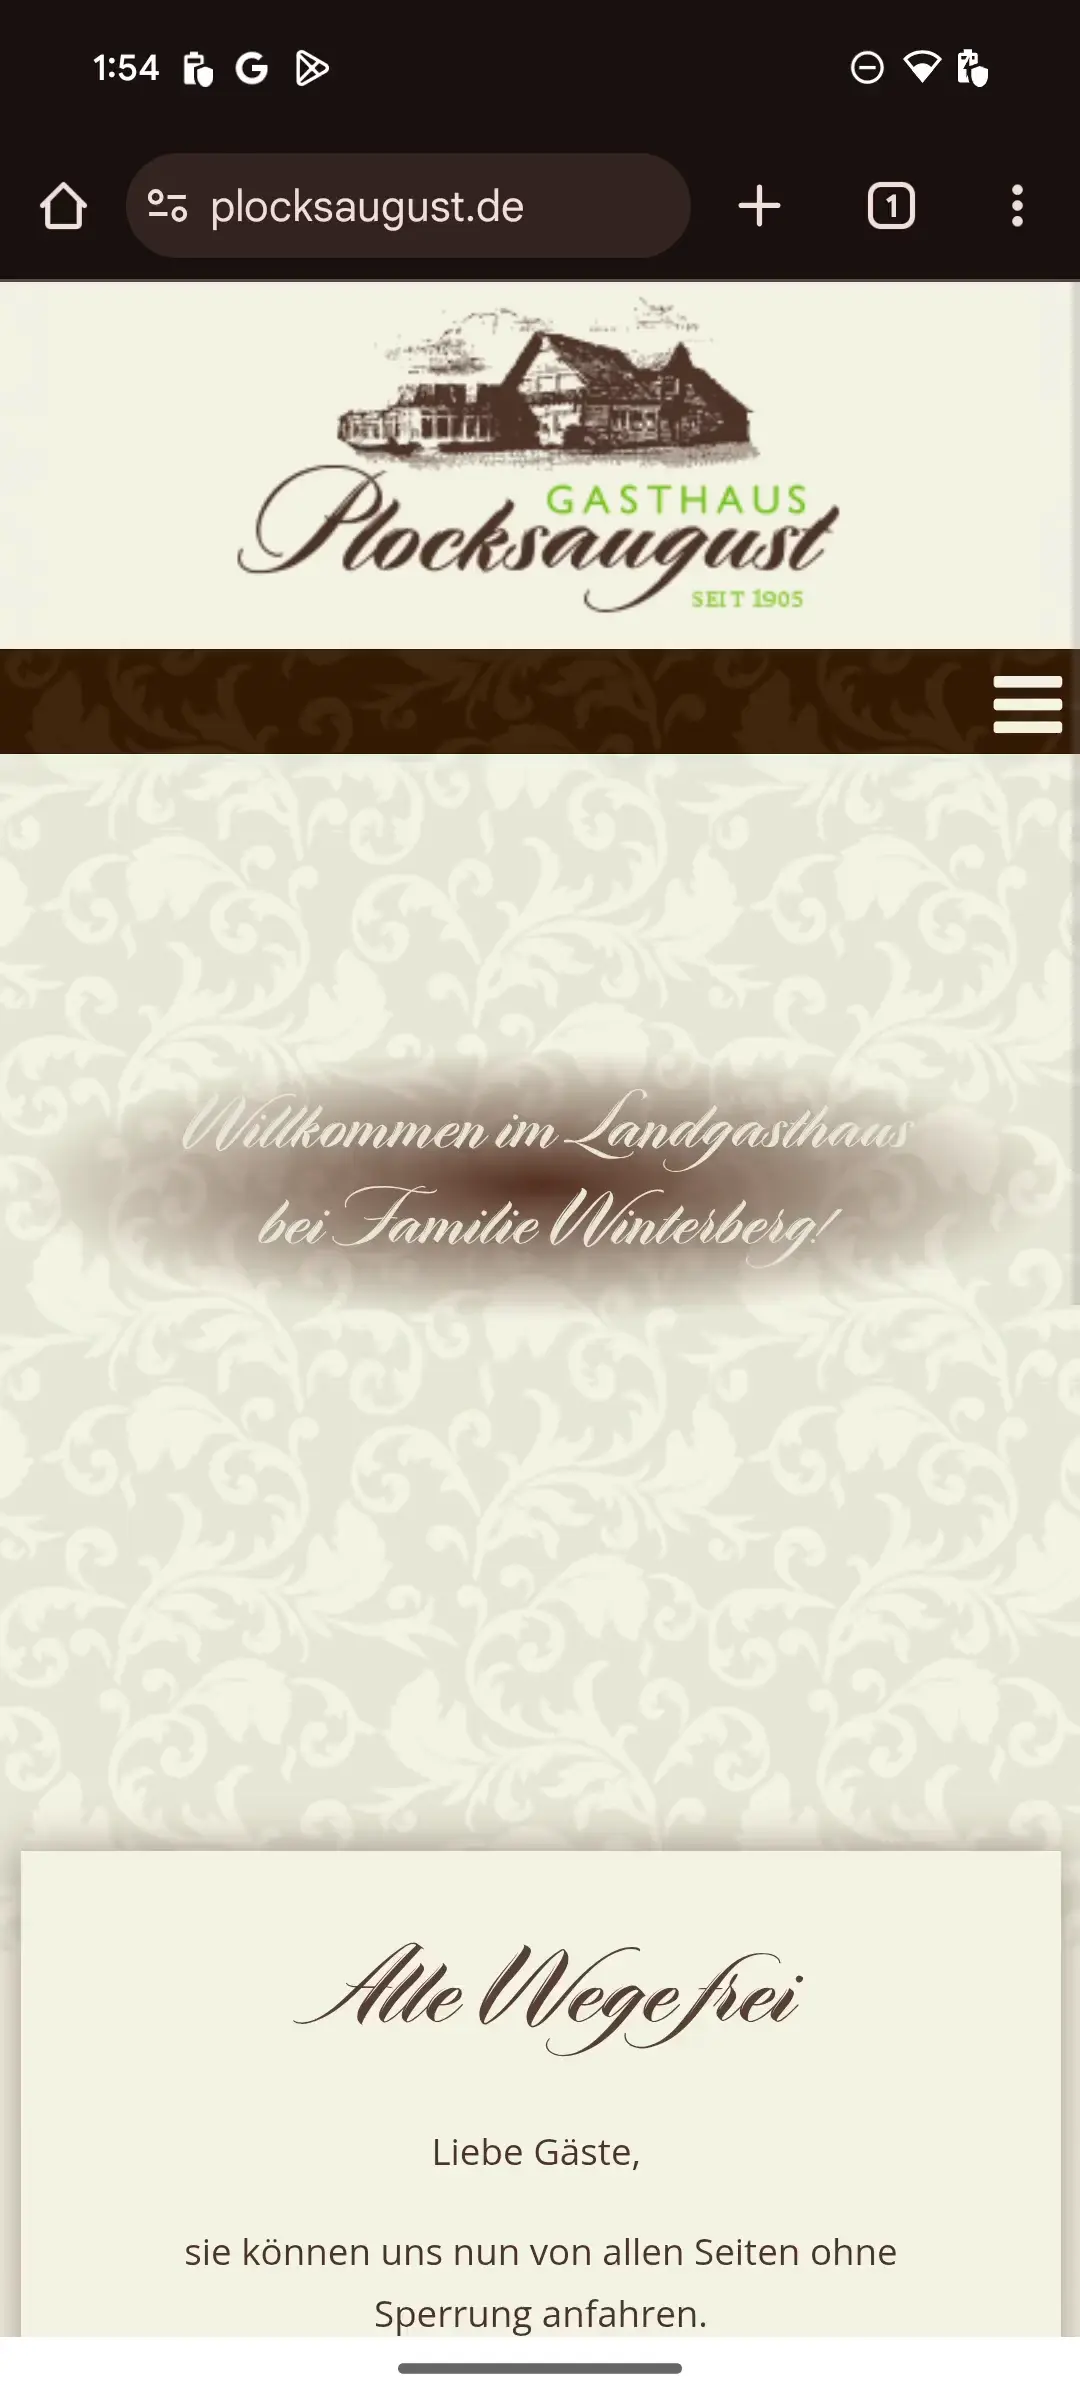 1:54
plocksaugust.de
1
GASTHAUS
Plocksaugust
SEIT 1905
Willkommen im Landgasthaus
bei Familie Winterberg!
Alle Wege frei
Liebe Gäste,
sie können uns nun von allen Seiten ohne
Sperrung anfahren.